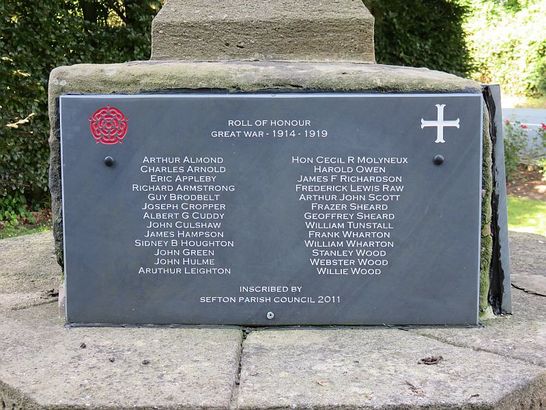 ROLL OF HONOUR
GREAT WAR - 1914 - 1919
ARTHUR ALMOND
CHARLES ARNOLD
ERIC APPLEBY
RICHARD ARMSTRONG
GUY BRODBELT
JOSEPH CROPPER
ALBERT G CUDDY
JOHN CULSHAW
JAMES HAMPSON
SIDNEY B HOUGHTON
JOHN GREEN
JOHN HULME
ARUTHUR LEIGHTON
HON CECIL R MOLYNEUX
HAROLD OWEN
JAMES F RICHARDSON
FREDERICK LEWIS RAW
ARTHUR JOHN SCOTT
FRAZER SHEARD
GEOFFREY SHEARD
WILLIAM TUNSTALL
FRANK WHARTON
WILLIAM WHARTON
STANLEY WOOD
WEBSTER WOOD
WILLIE WOOD
INSCRIBED BY
SEFTON PARISH COUNCIL 2011